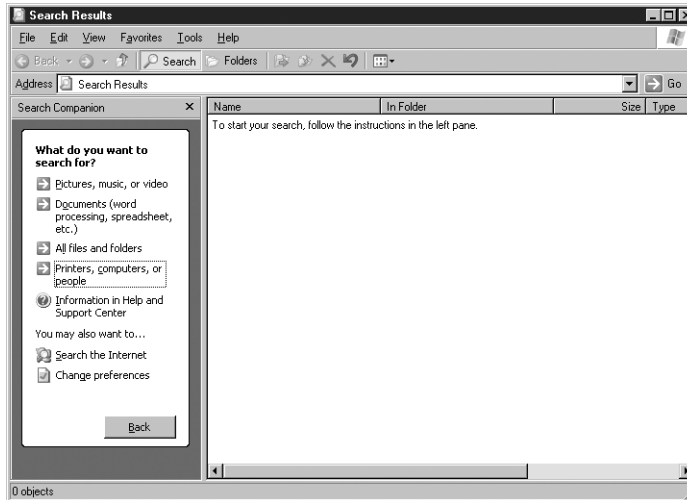 Search Results
File Edit View Favorites Tools Help
Back Search Folders
Address Search Results Go
Search Companion
Name In Folder Size Type
To start your search, follow the instructions in the left pane.
What do you want to
search for?
Pictures, music, or video
Documents (word
processing, spreadsheet,
etc.)
All files and folders
Printers, computers, or
people
Information in Help and
Support Center
You may also want to...
Search the Internet
Change preferences
Back
0 objects